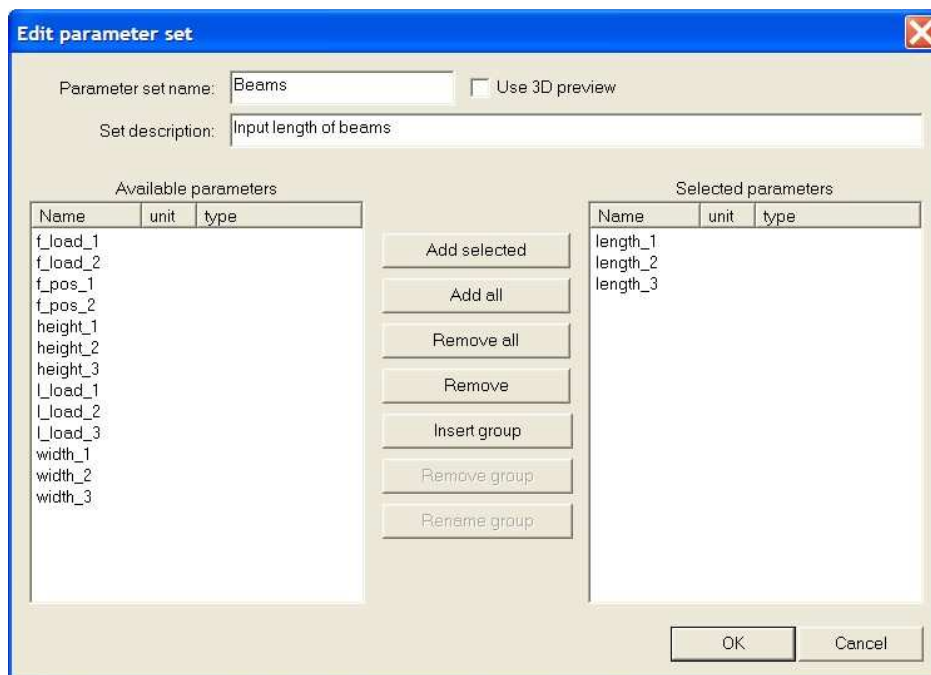 Edit parameter set
Parameter set name: Beams Use 3D preview
Set description: Input length of beams
Available parameters Selected parameters
Name unit type Name unit type
f_load_1
f_load_2
f_pos_1
f_pos_2
height_1
height_2
height_3
l_load_1
l_load_2
l_load_3
width_1
width_2
width_3
Add selected
Add all
Remove all
Remove
Insert group
Remove group
Rename group
length_1
length_2
length_3
OK Cancel